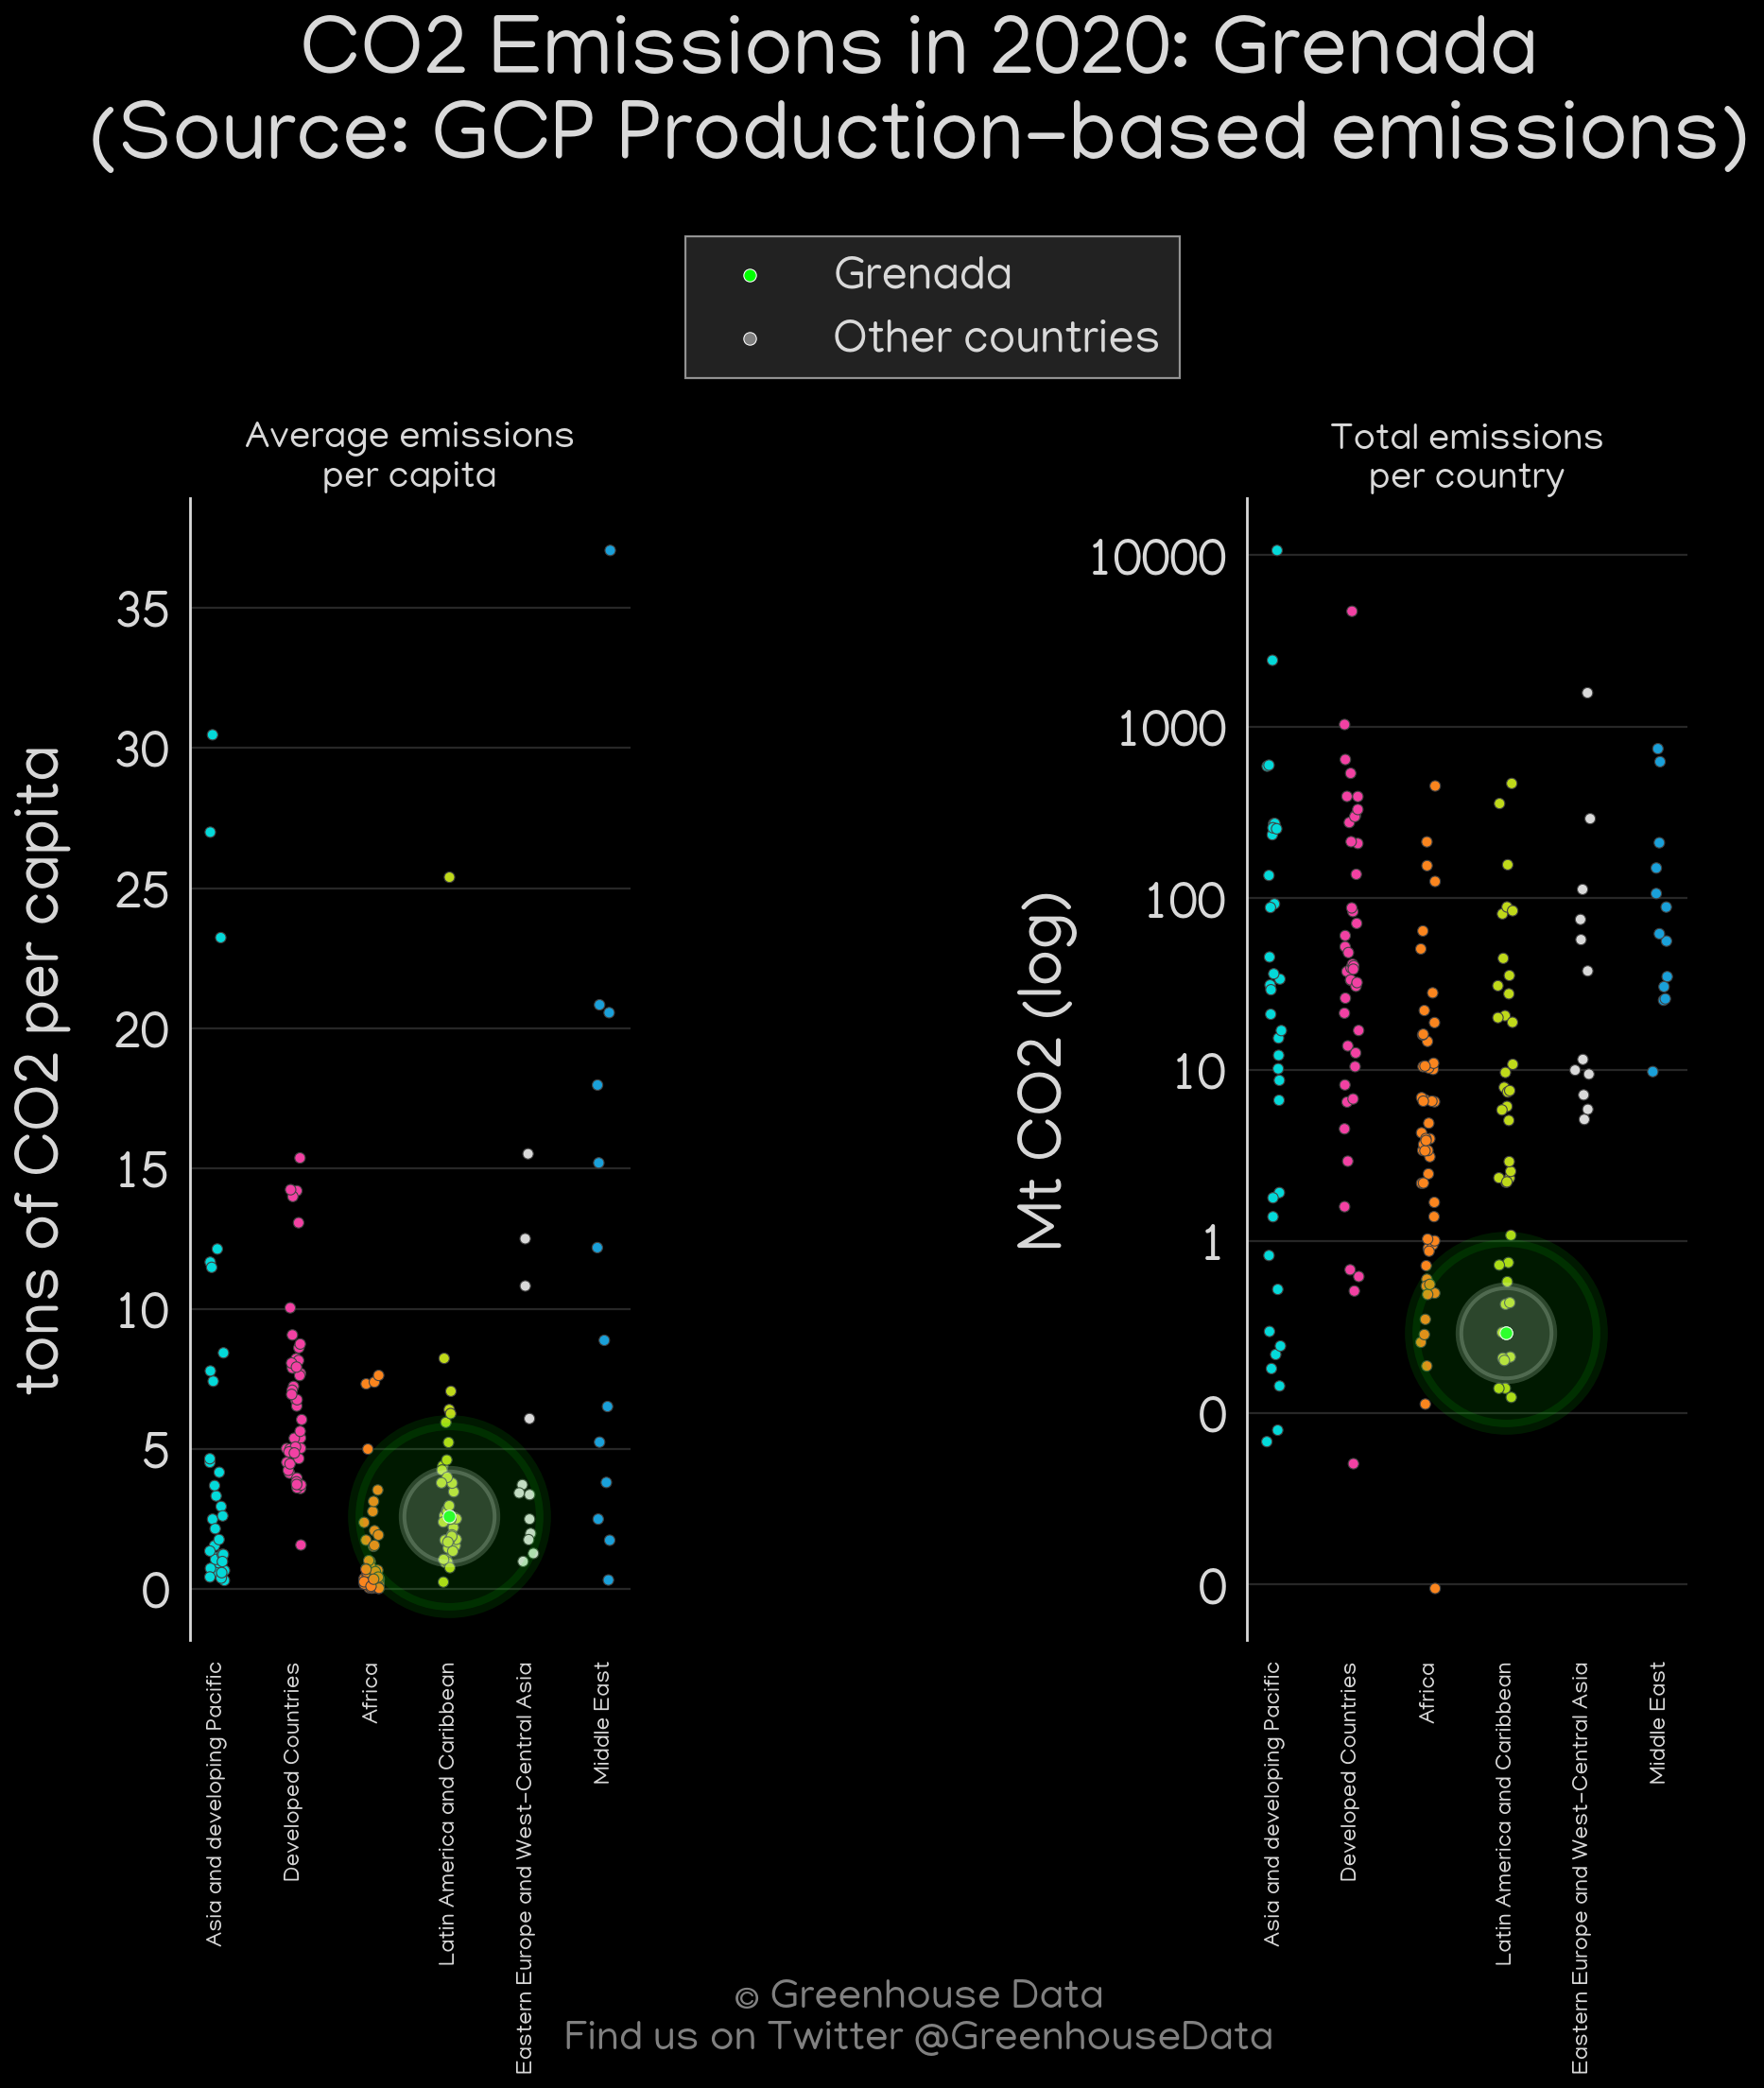 CO2 Emissions in 2020: Grenada
(Source: GCP Production-based emissions)
Grenada
Other countries
Average emissions
per capita
tons of CO2 per capita
35
30
25
20
15
10
5
0
Asia and developing Pacific
Developed Countries
Africa
Latin America and Caribbean
Eastern Europe and West-Central Asia
Middle East
Total emissions
per country
Mt CO2 (log)
10000
1000
100
10
1
0
0
Asia and developing Pacific
Developed Countries
Africa
Latin America and Caribbean
Eastern Europe and West-Central Asia
Middle East
© Greenhouse Data
Find us on Twitter @GreenhouseData